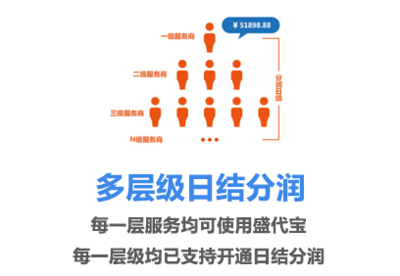 ¥ 51898.88
一级服务商
二级服务商
分润日结
三级服务商
N级服务商
多层级日结分润
每一层服务均可使用盛代宝
每一层级均已支持开通日结分润